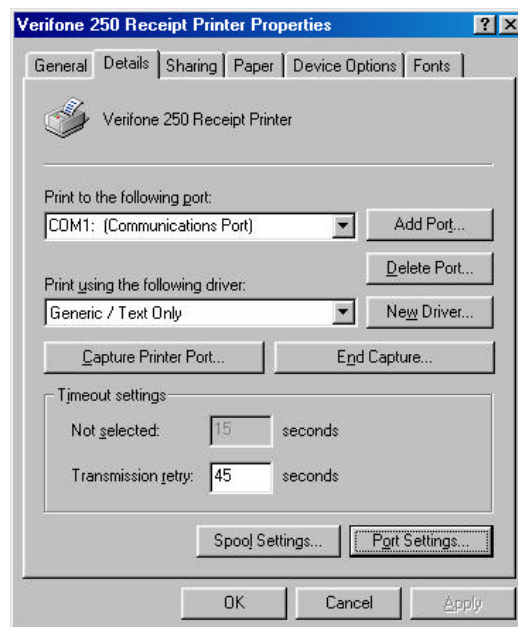 Verifone 250 Receipt Printer Properties
General Details Sharing Paper Device Options Fonts
Verifone 250 Receipt Printer
Print to the following port:
COM1: (Communications Port) Add Port...
Delete Port...
Print using the following driver:
Generic / Text Only New Driver...
Capture Printer Port... End Capture...
Timeout settings
Not selected: 15 seconds
Transmission retry: 45 seconds
Spool Settings... Port Settings...
OK Cancel Apply